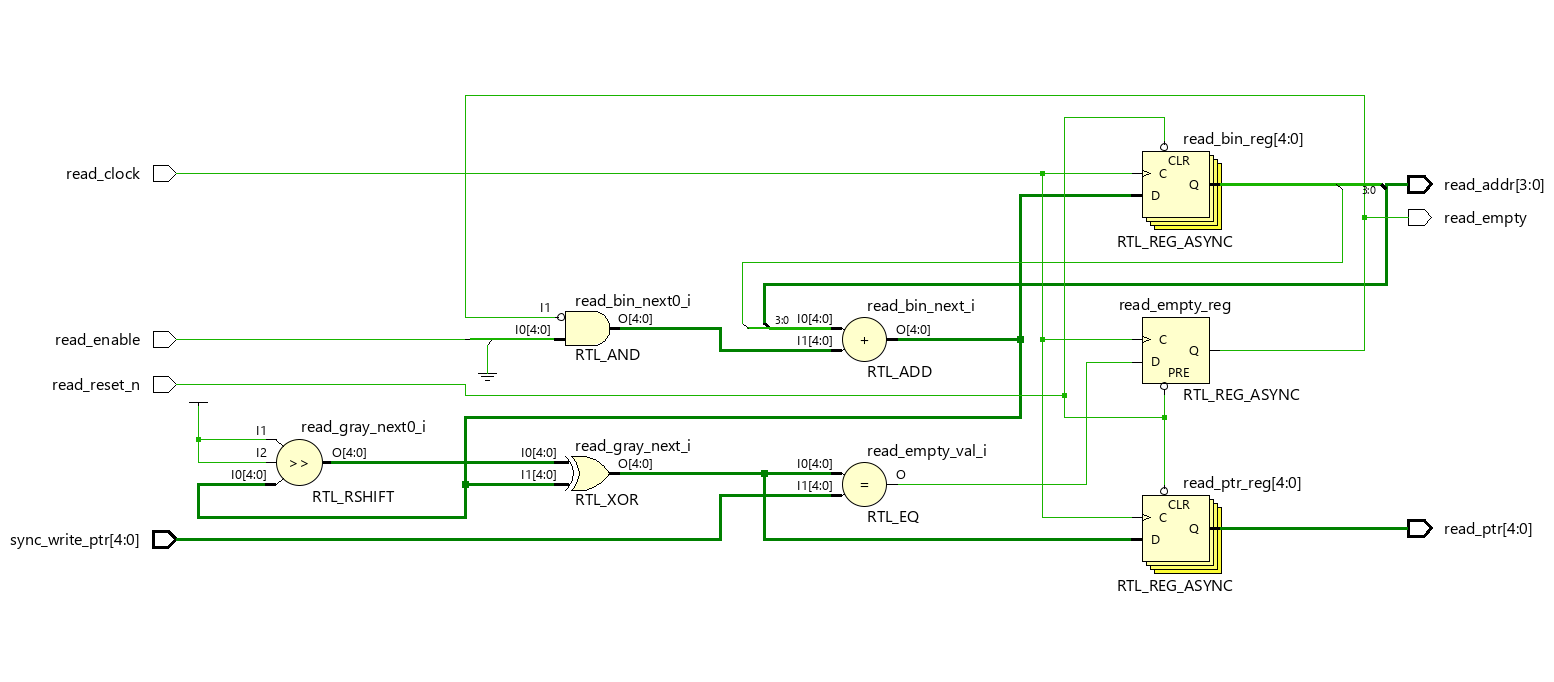 read_bin_reg[4:0]
CLR
read_clock
C
Q
read_addr[3:0]
3:0
D
read_empty
RTL_REG_ASYNC
read_bin_next0_i
I1
O[4:0]
I0[4:0]
RTL_AND
read_bin_next_i
3:0
I0[4:0]
+
O[4:0]
I1[4:0]
RTL_ADD
read_empty_reg
C
Q
D
PRE
RTL_REG_ASYNC
read_enable
read_reset_n
read_gray_next0_i
I1
I2
>>
O[4:0]
I0[4:0]
RTL_RSHIFT
read_gray_next_i
I0[4:0]
O[4:0]
I1[4:0]
RTL_XOR
read_empty_val_i
I0[4:0]
=
O
I1[4:0]
RTL_EQ
read_ptr_reg[4:0]
CLR
C
Q
D
RTL_REG_ASYNC
sync_write_ptr[4:0]
read_ptr[4:0]